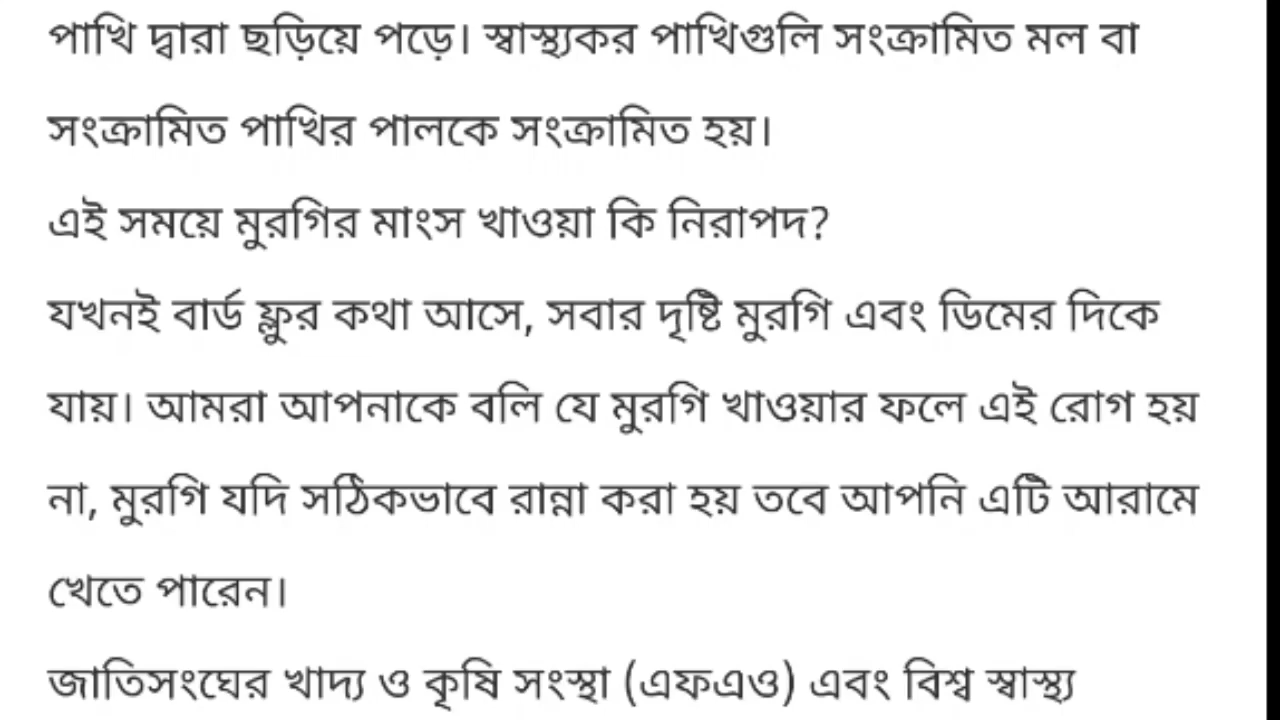 পাখি দ্বারা ছড়িয়ে পড়ে। স্বাস্থ্যকর পাখিগুলি সংক্রামিত মল বা
সংক্রামিত পাখির পালকে সংক্রামিত হয়।
এই সময়ে মুরগির মাংস খাওয়া কি নিরাপদ?
যখনই বার্ড ফ্লুর কথা আসে, সবার দৃষ্টি মুরগি এবং ডিমের দিকে
যায়। আমরা আপনাকে বলি যে মুরগি খাওয়ার ফলে এই রোগ হয়
না, মুরগি যদি সঠিকভাবে রান্না করা হয় তবে আপনি এটি আরামে
খেতে পারেন।
জাতিসংঘের খাদ্য ও কৃষি সংস্থা (এফএও) এবং বিশ্ব স্বাস্থ্য